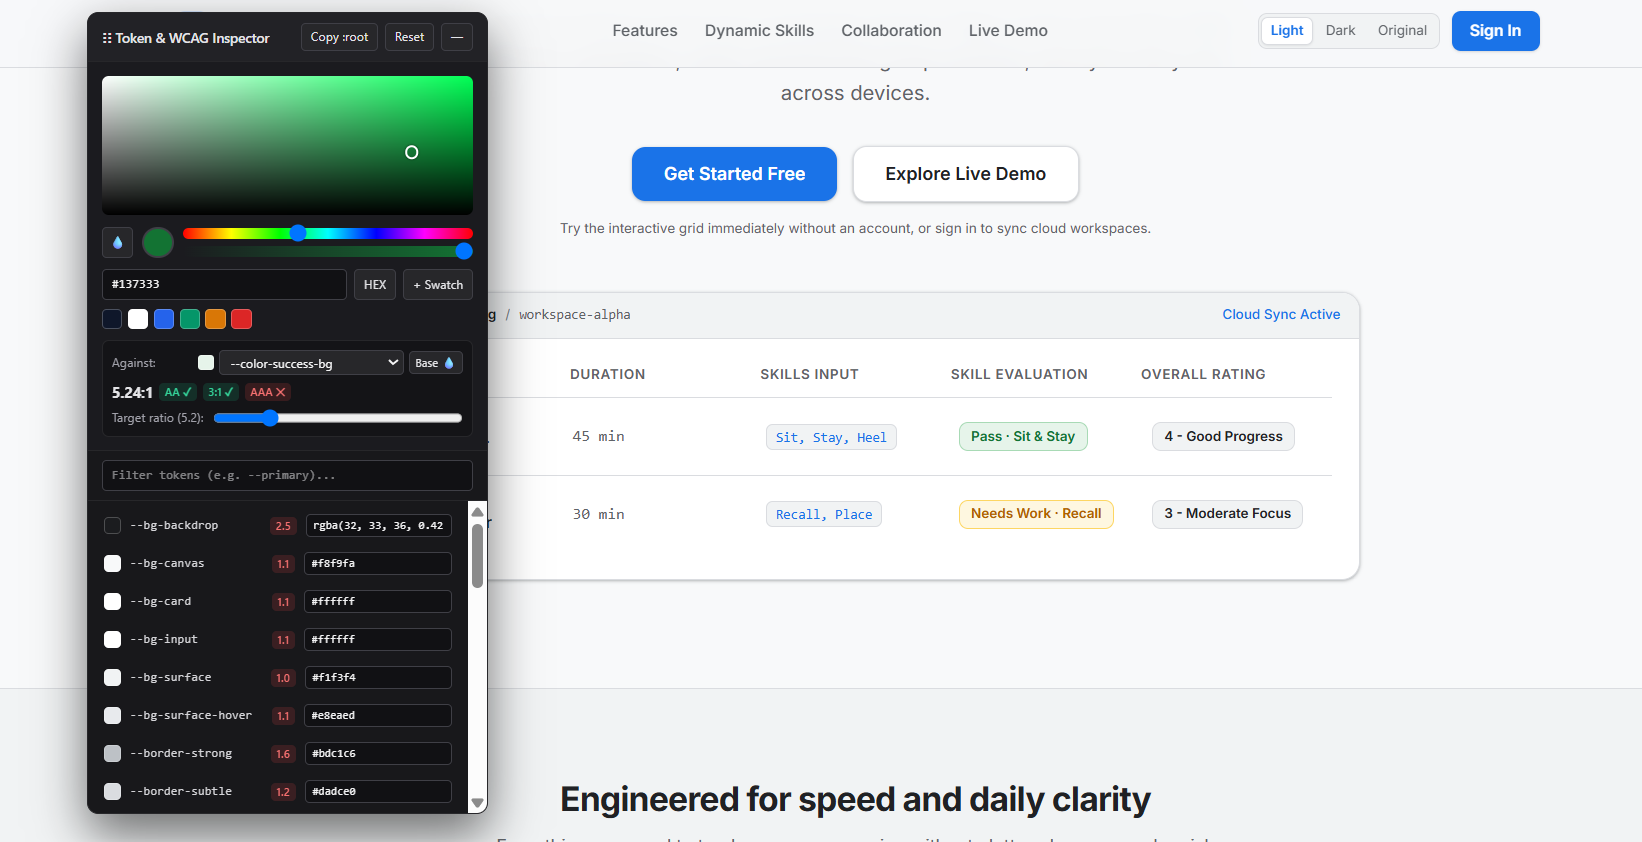 Token & WCAG Inspector
Copy :root
Reset
Features
Dynamic Skills
Collaboration
Live Demo
Light
Dark
Original
Sign In
across devices.
Get Started Free
Explore Live Demo
Try the interactive grid immediately without an account, or sign in to sync cloud workspaces.
#137333
HEX
+ Swatch
Against:
--color-success-bg
Base
5.24:1
AA ✓
3:1 ✓
AAA ✕
Target ratio (5.2):
Filter tokens (e.g. --primary)...
--bg-backdrop 2.5 rgba(32, 33, 36, 0.42
--bg-canvas 1.1 #f8f9fa
--bg-card 1.1 #ffffff
--bg-input 1.1 #ffffff
--bg-surface 1.0 #f1f3f4
--bg-surface-hover 1.1 #e8eaed
--border-strong 1.6 #bdc1c6
--border-subtle 1.2 #dadce0
g / workspace-alpha
Cloud Sync Active
DURATION SKILLS INPUT SKILL EVALUATION OVERALL RATING
45 min Sit, Stay, Heel Pass · Sit & Stay 4 - Good Progress
30 min Recall, Place Needs Work · Recall 3 - Moderate Focus
Engineered for speed and daily clarity